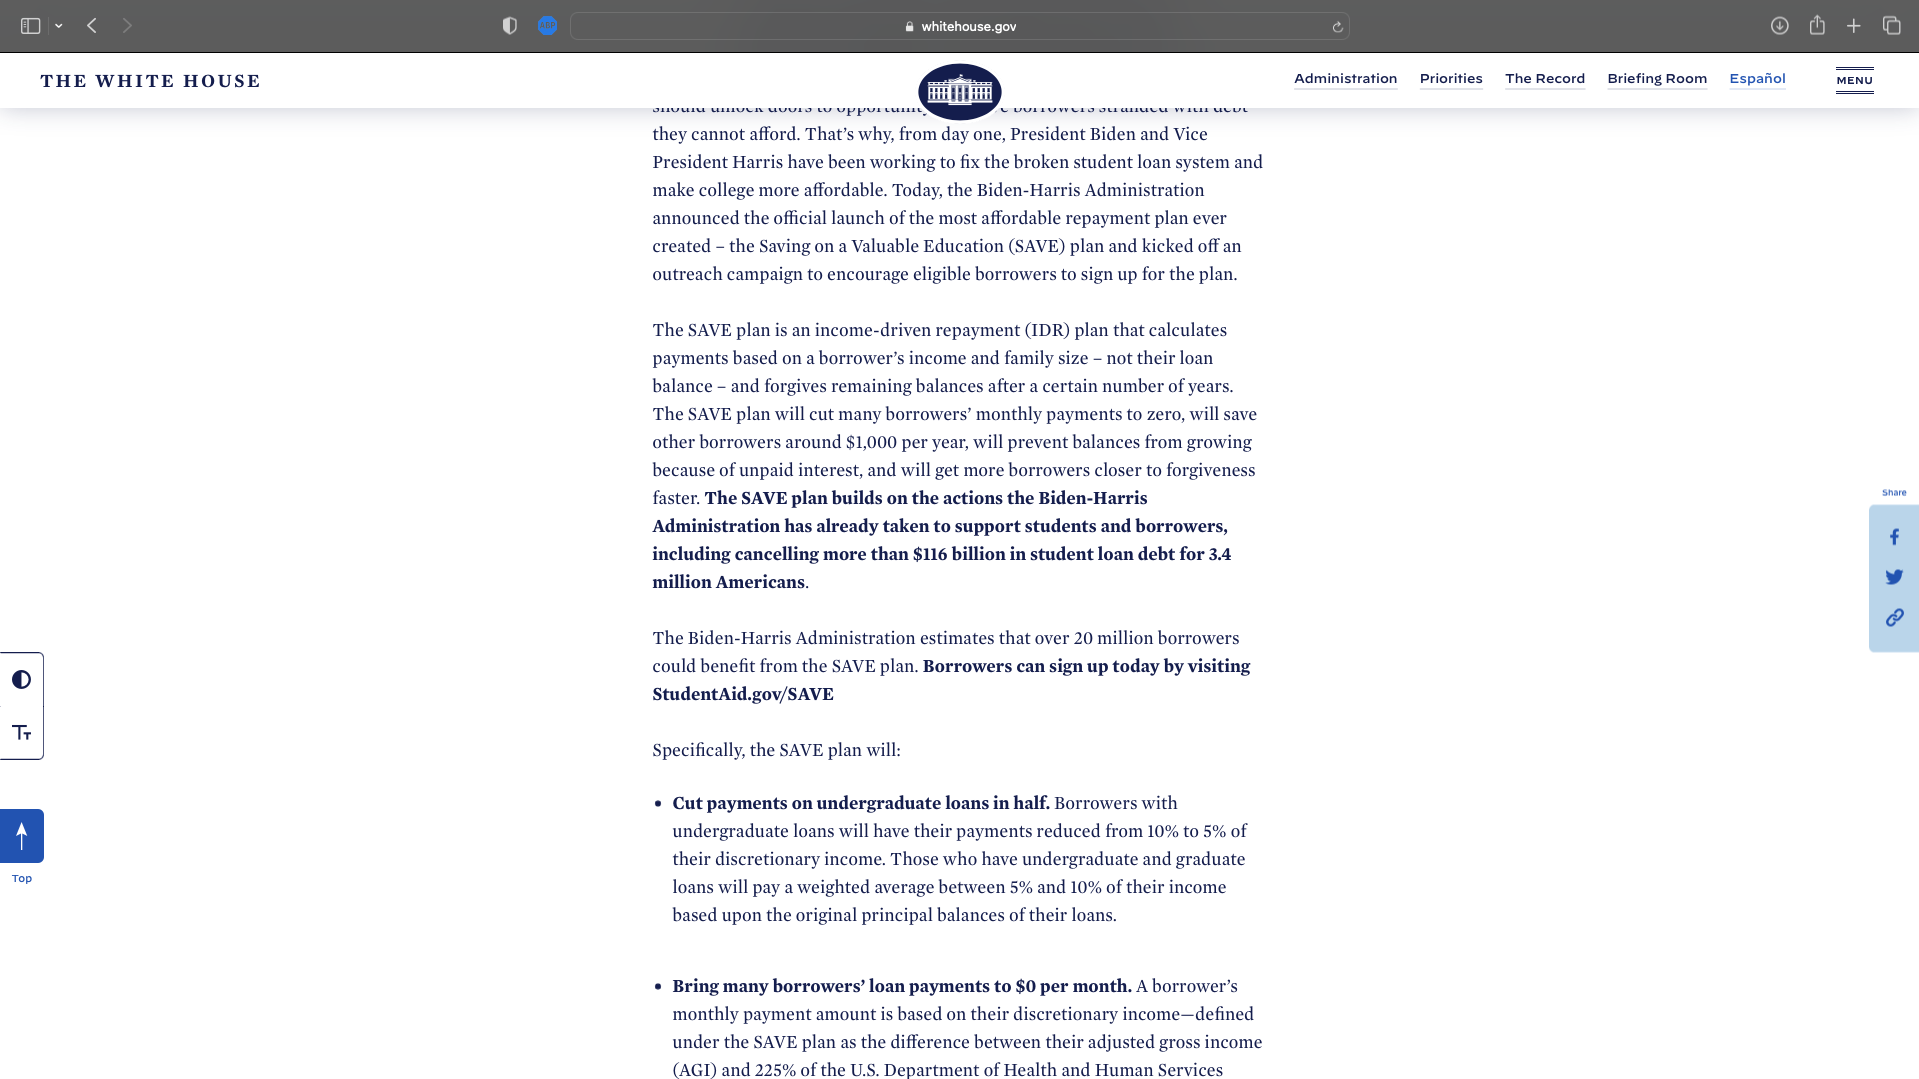 whitehouse.gov
THE WHITE HOUSE
Administration
Priorities
The Record
Briefing Room
Español
MENU
should unlock doors to opportunity borrowers stranded with debt
they cannot afford. That’s why, from day one, President Biden and Vice
President Harris have been working to fix the broken student loan system and
make college more affordable. Today, the Biden-Harris Administration
announced the official launch of the most affordable repayment plan ever
created – the Saving on a Valuable Education (SAVE) plan and kicked off an
outreach campaign to encourage eligible borrowers to sign up for the plan.
The SAVE plan is an income-driven repayment (IDR) plan that calculates
payments based on a borrower’s income and family size – not their loan
balance – and forgives remaining balances after a certain number of years.
The SAVE plan will cut many borrowers’ monthly payments to zero, will save
other borrowers around $1,000 per year, will prevent balances from growing
because of unpaid interest, and will get more borrowers closer to forgiveness
faster. The SAVE plan builds on the actions the Biden-Harris
Administration has already taken to support students and borrowers,
including cancelling more than $116 billion in student loan debt for 3.4
million Americans.
The Biden-Harris Administration estimates that over 20 million borrowers
could benefit from the SAVE plan. Borrowers can sign up today by visiting
StudentAid.gov/SAVE
Specifically, the SAVE plan will:
• Cut payments on undergraduate loans in half. Borrowers with
undergraduate loans will have their payments reduced from 10% to 5% of
their discretionary income. Those who have undergraduate and graduate
loans will pay a weighted average between 5% and 10% of their income
based upon the original principal balances of their loans.
• Bring many borrowers’ loan payments to $0 per month. A borrower’s
monthly payment amount is based on their discretionary income—defined
under the SAVE plan as the difference between their adjusted gross income
(AGI) and 225% of the U.S. Department of Health and Human Services
Share
Tт
Top